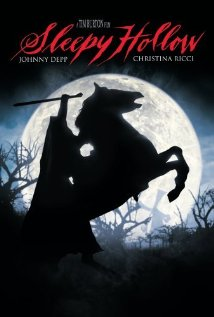 A TIM BURTON FILM
Sleepy Hollow
JOHNNY DEPP CHRISTINA RICCI